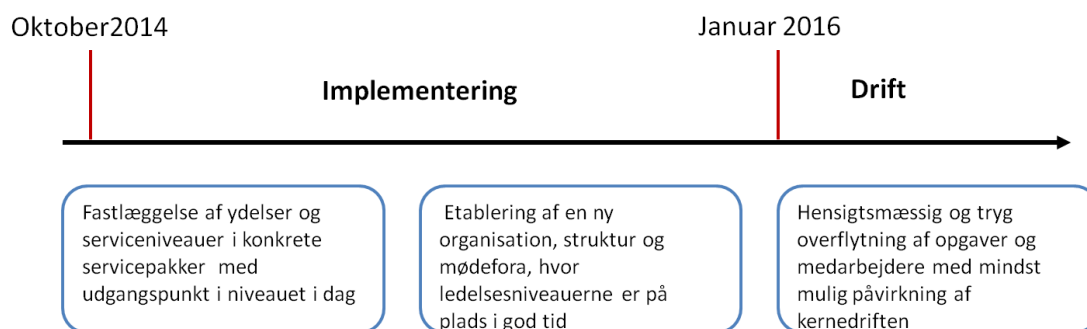 Oktober2014
Januar 2016
Implementering
Drift
Fastlæggelse af ydelser og
serviceniveauer i konkrete
servicepakker med
udgangspunkt i niveauet i dag
Etablering af en ny
organisation, struktur og
mødefora, hvor
ledelsesniveauerne er på
plads i god tid
Hensigtsmæssig og tryg
overflytning af opgaver og
medarbejdere med mindst
mulig påvirkning af
kernedriften